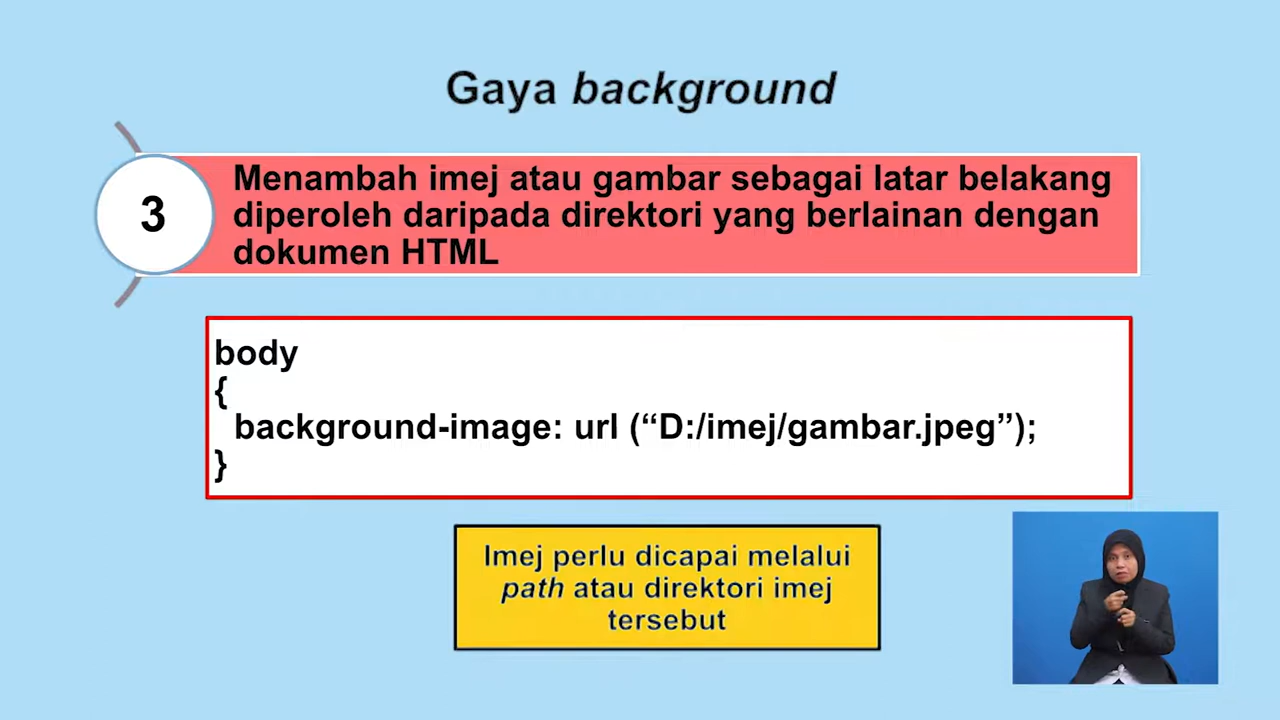 Gaya background
3
Menambah imej atau gambar sebagai latar belakang
diperoleh daripada direktori yang berlainan dengan
dokumen HTML
body
{
background-image: url (“D:/imej/gambar.jpeg”);
}
Imej perlu dicapai melalui
path atau direktori imej
tersebut